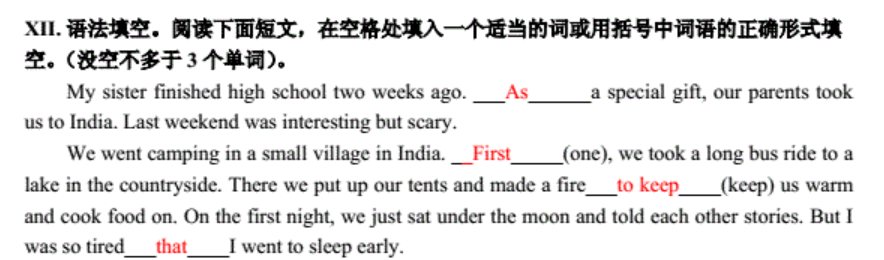 XII. 语法填空。阅读下面短文，在空格处填入一个适当的词或用括号中词语的正确形式填
空。（没空不多于 3 个单词）。
My sister finished high school two weeks ago. ___As______a special gift, our parents took
us to India. Last weekend was interesting but scary.
We went camping in a small village in India. __First_____(one), we took a long bus ride to a
lake in the countryside. There we put up our tents and made a fire___to keep____(keep) us warm
and cook food on. On the first night, we just sat under the moon and told each other stories. But I
was so tired___that____I went to sleep early.